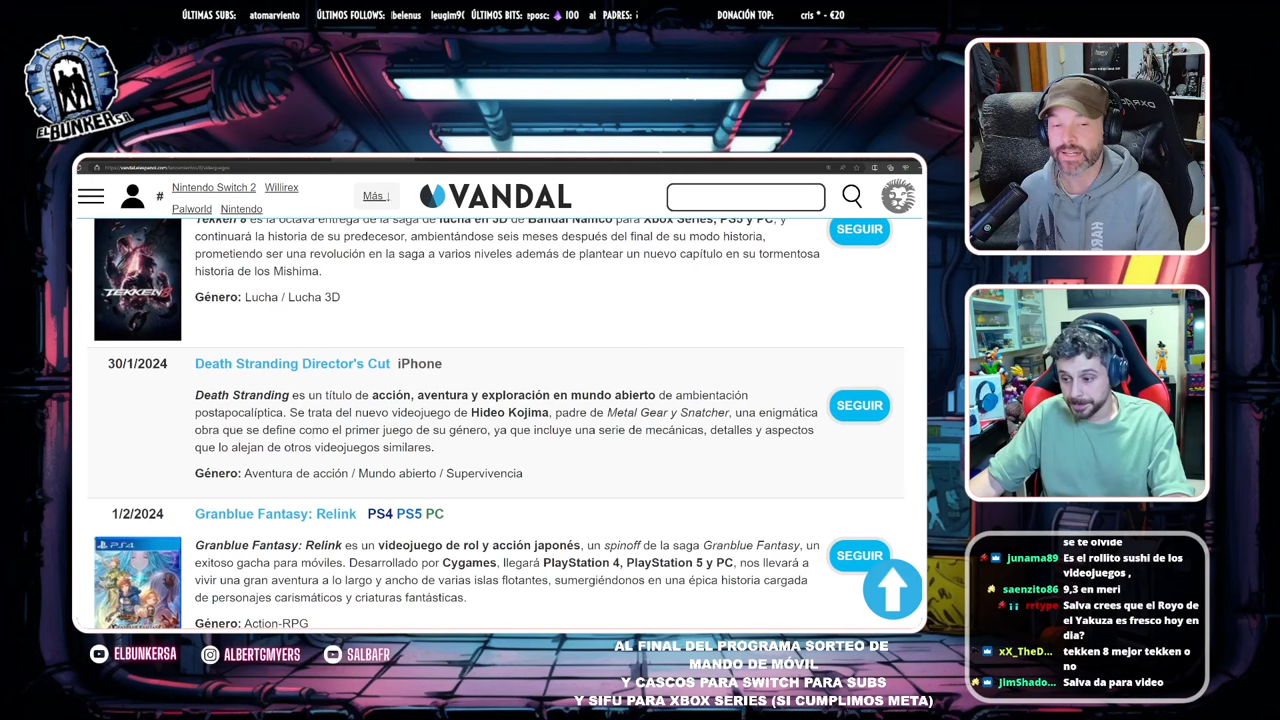 ÚLTIMAS SUBS: atomarviento ÚLTIMOS FOLLOWS: belenus ÚLTIMOS BITS: 100 al PADRES: DONACIÓN TOP: cris * - €20
EL BUNKERSA
# Nintendo Switch 2 Willirex
Palworld Nintendo
Más ↓
VANDAL
Tekken 8 es la octava entrega de la saga de lucha en 3D de Bandai Namco para Xbox Series, PS5 y PC, y
continuará la historia de su predecesor, ambientándose seis meses después del final de su modo historia,
prometiendo ser una revolución en la saga a varios niveles además de plantear un nuevo capítulo en su tormentosa
historia de los Mishima.
SEGUIR
TEKKEN 8
Género: Lucha / Lucha 3D
30/1/2024
Death Stranding Director's Cut iPhone
Death Stranding es un título de acción, aventura y exploración en mundo abierto de ambientación
postapocalíptica. Se trata del nuevo videojuego de Hideo Kojima, padre de Metal Gear y Snatcher, una enigmática
obra que se define como el primer juego de su género, ya que incluye una serie de mecánicas, detalles y aspectos
que lo alejan de otros videojuegos similares.
SEGUIR
Género: Aventura de acción / Mundo abierto / Supervivencia
1/2/2024
Granblue Fantasy: Relink PS4 PS5 PC
PS4
Granblue Fantasy: Relink es un videojuego de rol y acción japonés, un spinoff de la saga Granblue Fantasy, un
exitoso gacha para móviles. Desarrollado por Cygames, llegará PlayStation 4, PlayStation 5 y PC, nos llevará a
vivir una gran aventura a lo largo y encho de varias islas flotantes, sumergiéndonos en una épica historia cargada
de personajes carismáticos y criaturas fantásticas.
SEGUIR
Género: Action-RPG
se te olvide
junama89 Es el rollito sushi de los
videojuegos ,
saenzito86 9,3 en meri
rrtype Salva crees que el Royo de
el Yakuza es fresco hoy en
dia?
xX_TheD... tekken 8 mejor tekken o
no
JimShado... Salva da para video
ELBUNKERSA ALBERTGMYERS SALBAFR
AL FINAL DEL PROGRAMA SORTEO DE
MANDO DE MÓVIL
Y CASCOS PARA SWITCH PARA SUBS
Y SIFU PARA XBOX SERIES (SI CUMPLIMOS META)